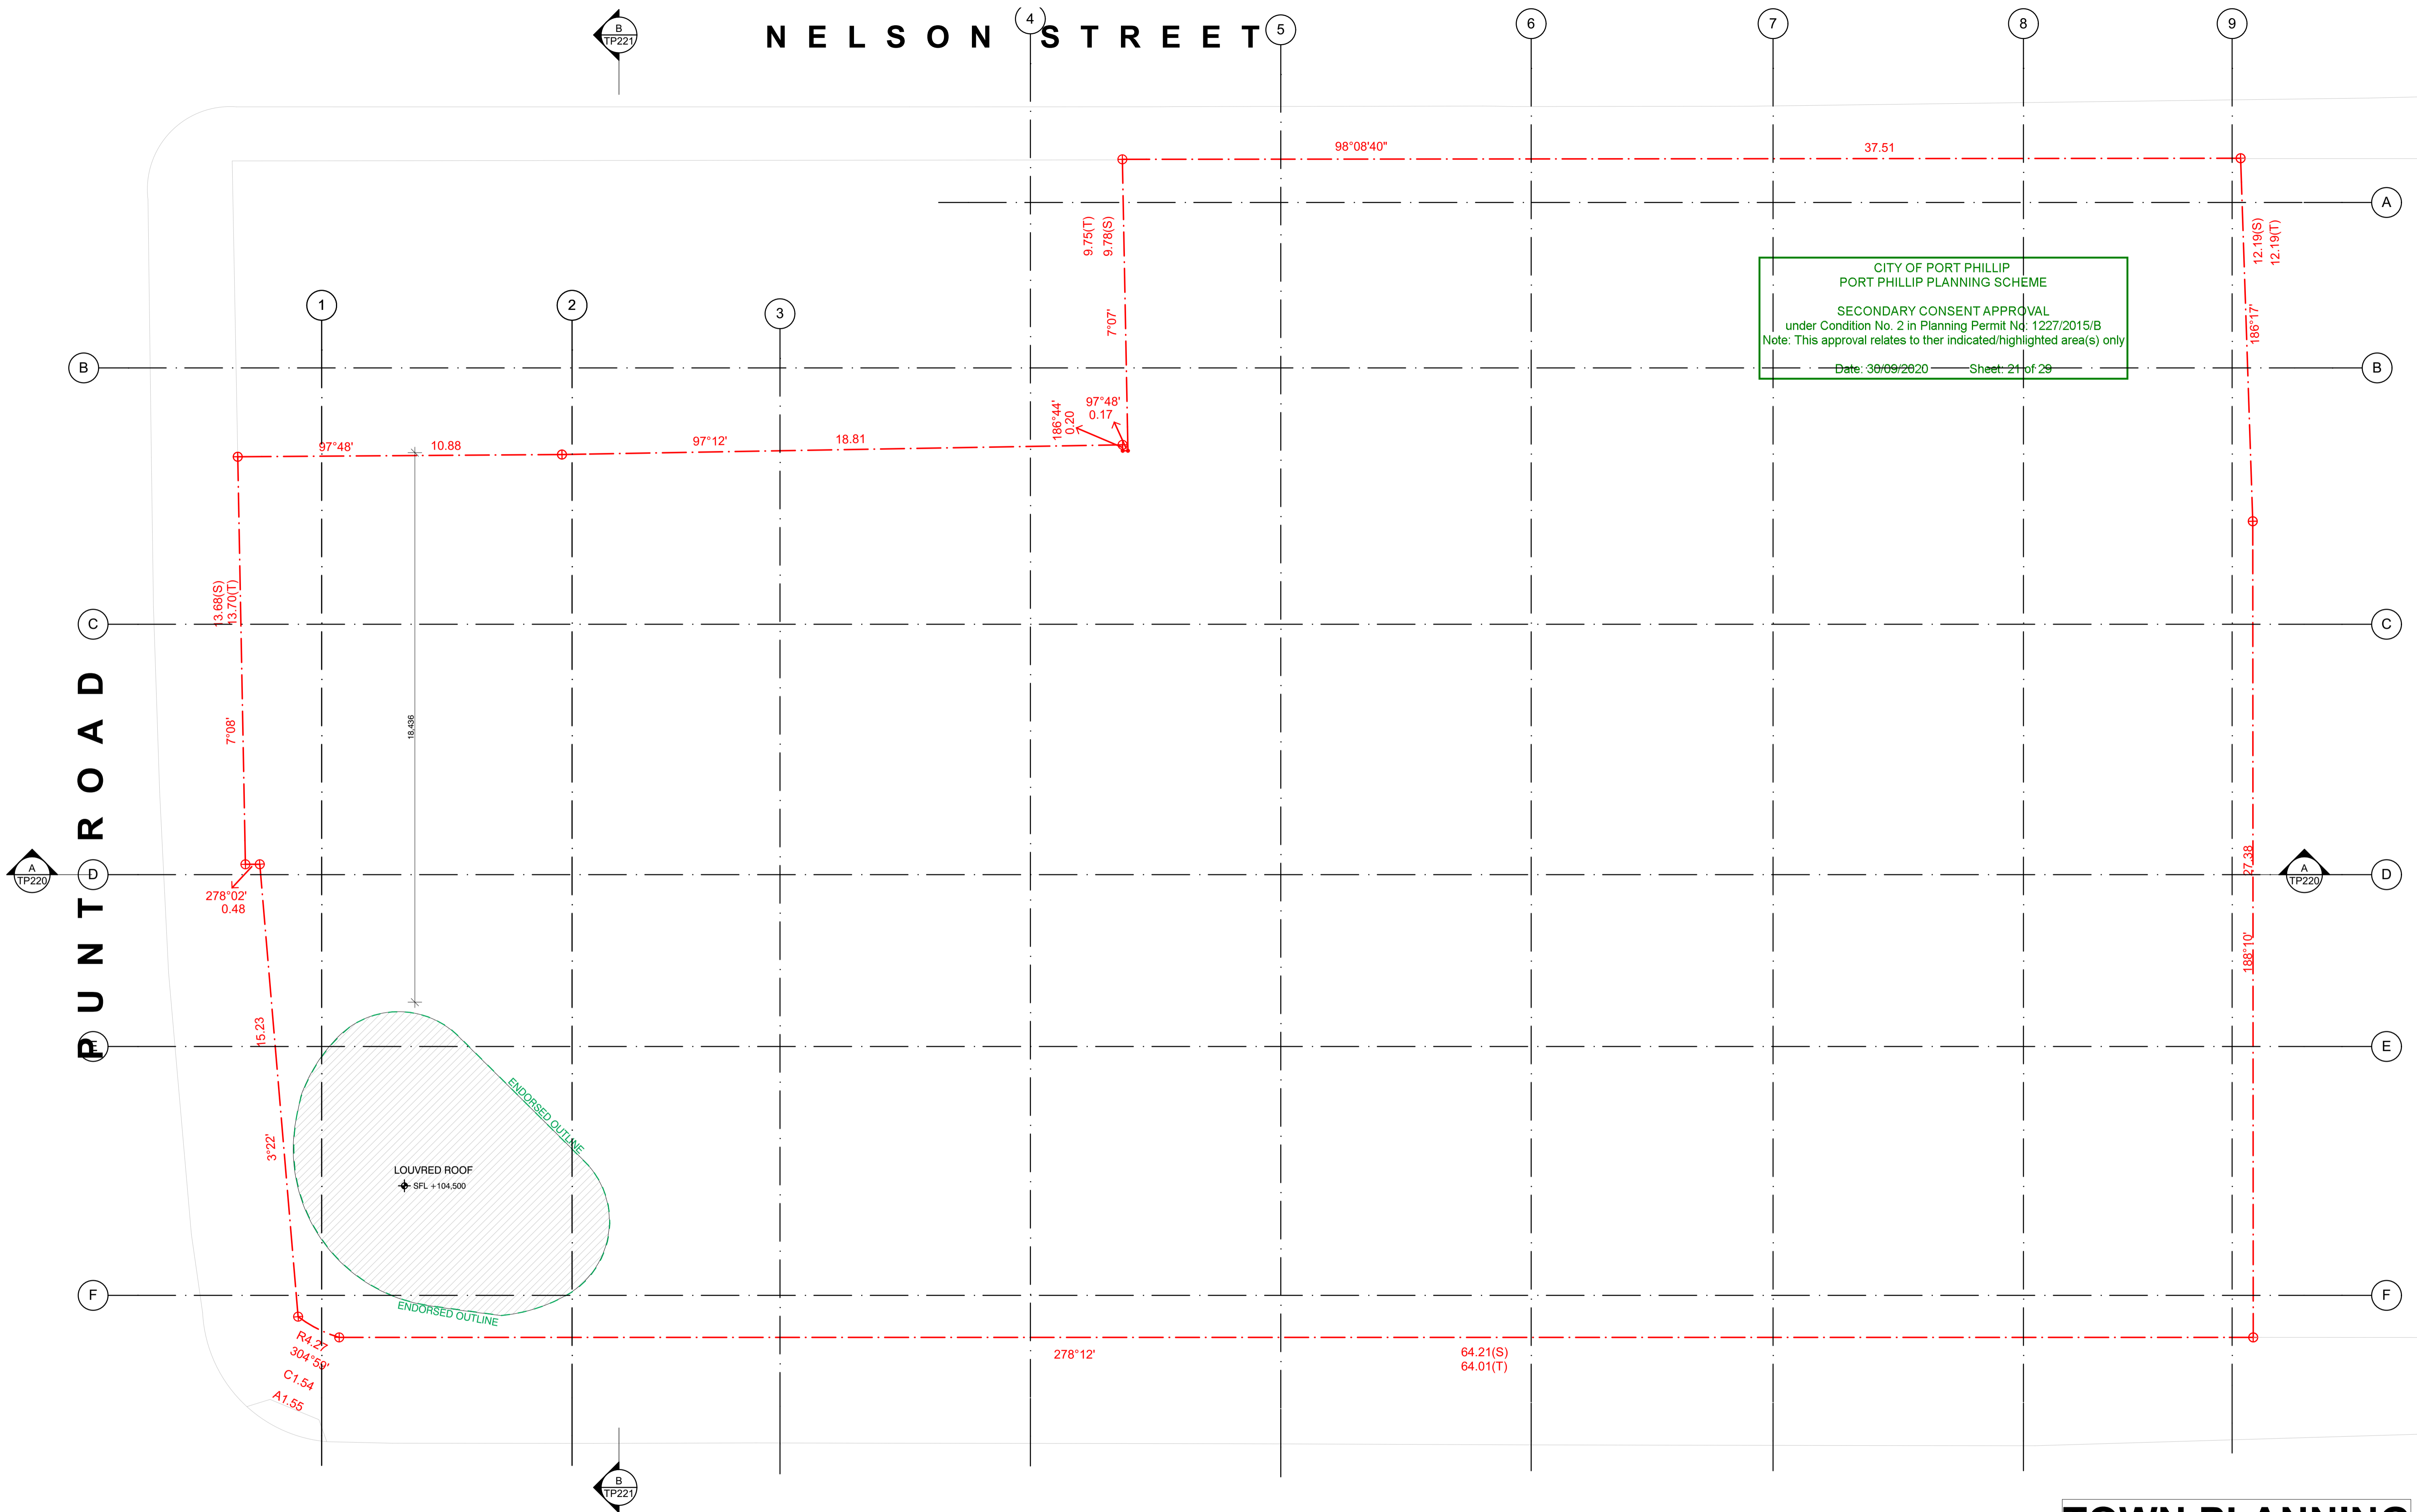 B
TP221
NELSON STREET
4
5
6
7
8
9
98°08'40"
37.51
A
9.75(T)
9.78(S)
7°07'
12.19(S)
12.19(T)
186°17'
CITY OF PORT PHILLIP
PORT PHILLIP PLANNING SCHEME
SECONDARY CONSENT APPROVAL
under Condition No. 2 in Planning Permit No: 1227/2015/B
Note: This approval relates to ther indicated/highlighted area(s) only
Date: 30/09/2020 Sheet: 21 of 29
1
2
3
B
B
186°44'
0.20
97°48'
0.17
97°48'
10.88
97°12'
18.81
13.68(S)
13.70(T)
7°08'
C
C
18,436
PUNT ROAD
A
TP220
D
278°02'
0.48
27.38
188°10'
A
TP220
D
15.23
3°22'
E
E
ENDORSED OUTLINE
LOUVRED ROOF
SFL +104,500
F
F
ENDORSED OUTLINE
R4.27
304°59'
C1.54
A1.55
278°12'
64.21(S)
64.01(T)
B
TP221
TOWN PLANNING